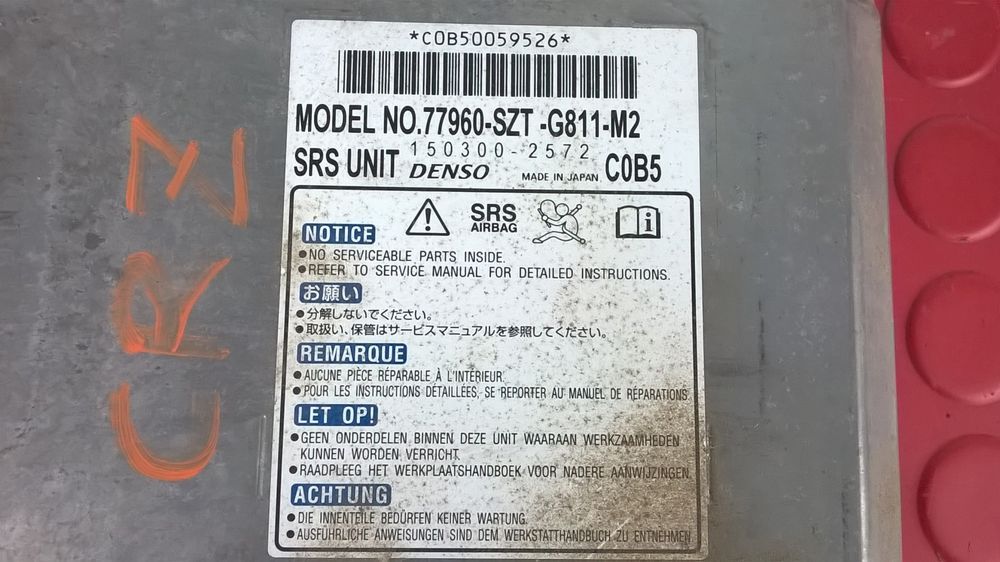 *C0B50059526*
MODEL NO.77960-SZT -G811-M2
150300-2572
SRS UNIT DENSO MADE IN JAPAN C0B5
SRS
AIRBAG
NOTICE
●NO SERVICEABLE PARTS INSIDE.
●REFER TO SERVICE MANUAL FOR DETAILED INSTRUCTIONS.
お願い
●分解しないでください。
●取扱い、保管はサービスマニュアルを参照してください。
REMARQUE
●AUCUNE PIÈCE RÉPARABLE À L'INTERIEUR.
●POUR LES INSTRUCTIONS DÉTAILLÉES, SE REPORTER AU MANUEL DE RÉPARATIONS.
LET OP!
●GEEN ONDERDELEN BINNEN DEZE UNIT WAARAAN WERKZAAMHEDEN
KUNNEN WORDEN VERRICHT.
●RAADPLEEG HET WERKPLAATSHANDBOEK VOOR NADERE AANWIJZINGEN.
ACHTUNG
●DIE INNENTEILE BEDÜRFEN KEINER WARTUNG.
●AUSFÜHRLICHE ANWEISUNGEN SIND DEM WERKSTATTHANDBUCH ZU ENTNEHMEN.
CRZ